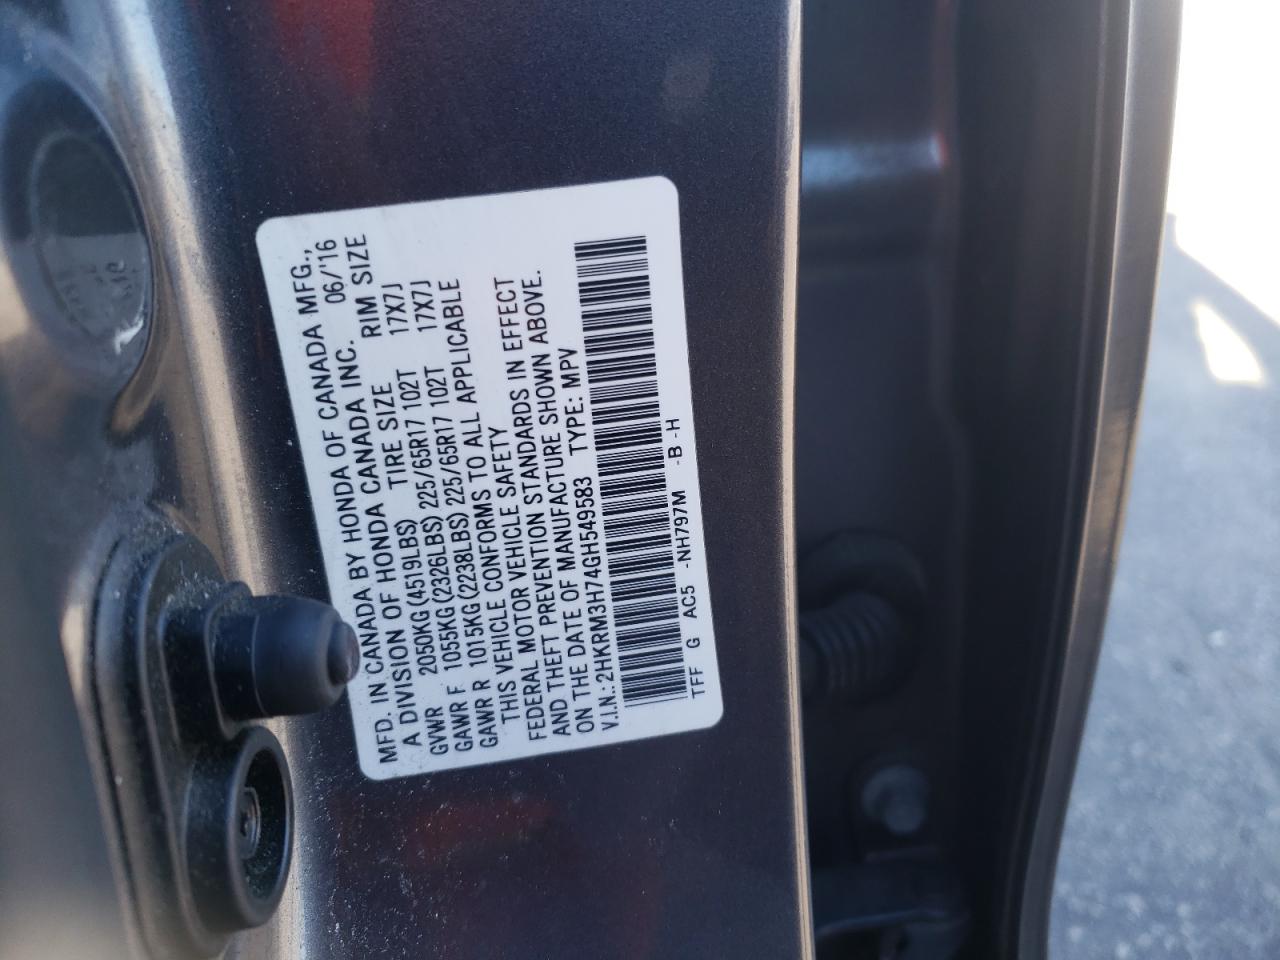 MFD. IN CANADA BY HONDA OF CANADA MFG.,
A DIVISION OF HONDA CANADA INC. 06/'16
TIRE SIZE RIM SIZE
GVWR 2050KG (4519LBS)
GAWR F 1055KG (2326LBS) 225/65R17 102T 17X7J
GAWR R 1015KG (2238LBS) 225/65R17 102T 17X7J
THIS VEHICLE CONFORMS TO ALL APPLICABLE
FEDERAL MOTOR VEHICLE SAFETY
AND THEFT PREVENTION STANDARDS IN EFFECT
ON THE DATE OF MANUFACTURE SHOWN ABOVE.
V.I.N.: 2HKRM3H74GH549583 TYPE: MPV
TFF G AC5 -NH797M -B -H